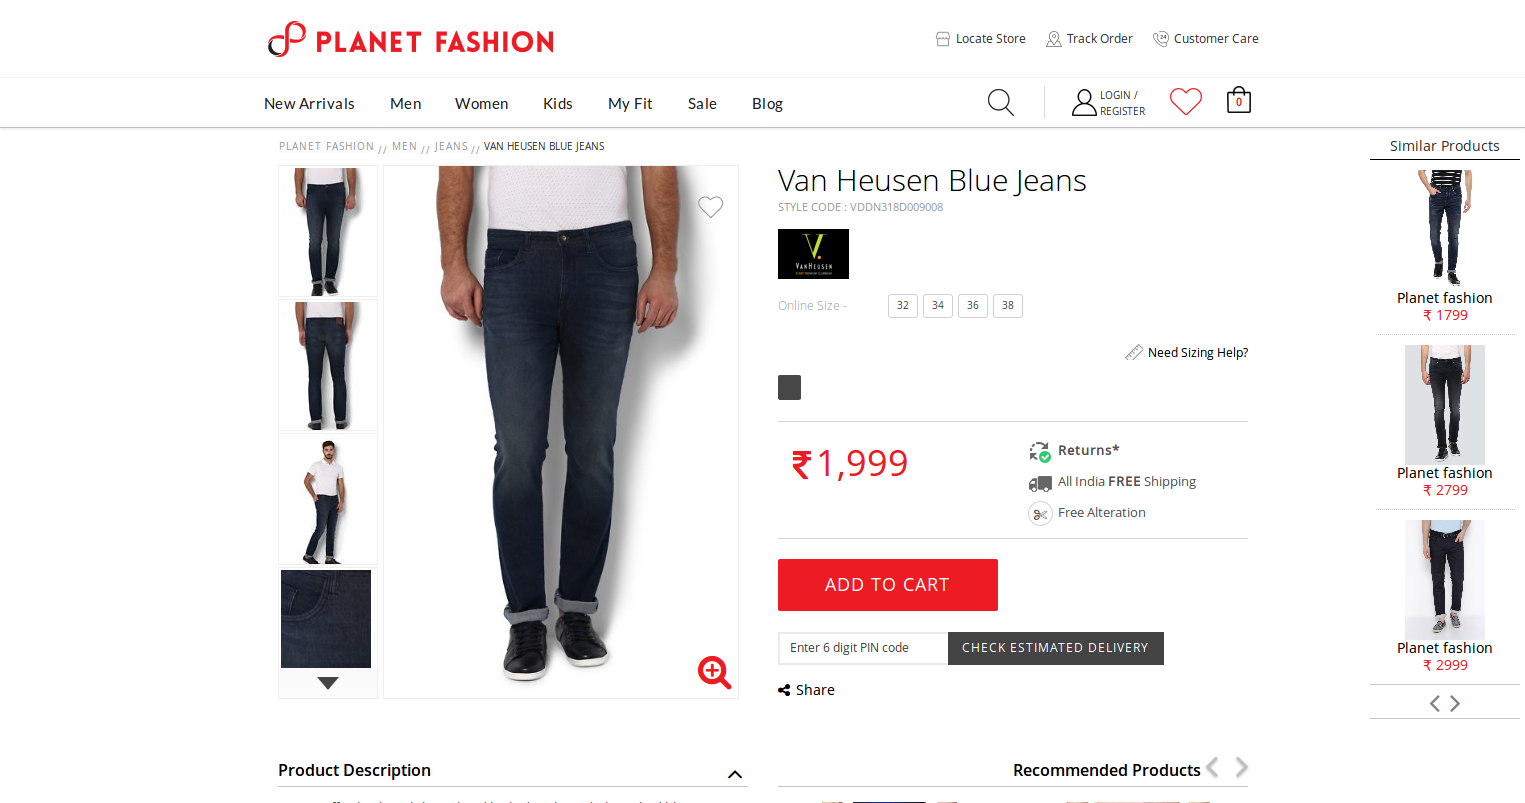 PLANET FASHION
Locate Store
Track Order
24
Customer Care
New Arrivals
Men
Women
Kids
My Fit
Sale
Blog
LOGIN /
REGISTER
0
PLANET FASHION // MEN // JEANS // VAN HEUSEN BLUE JEANS
Van Heusen Blue Jeans
STYLE CODE : VDDN318D009008
V.
VAN HEUSEN
Online Size -
32
34
36
38
Need Sizing Help?
₹1,999
Returns*
All India FREE Shipping
Free Alteration
ADD TO CART
Enter 6 digit PIN code
CHECK ESTIMATED DELIVERY
Share
Similar Products
Planet fashion
₹ 1799
Planet fashion
₹ 2799
Planet fashion
₹ 2999
Product Description
Recommended Products